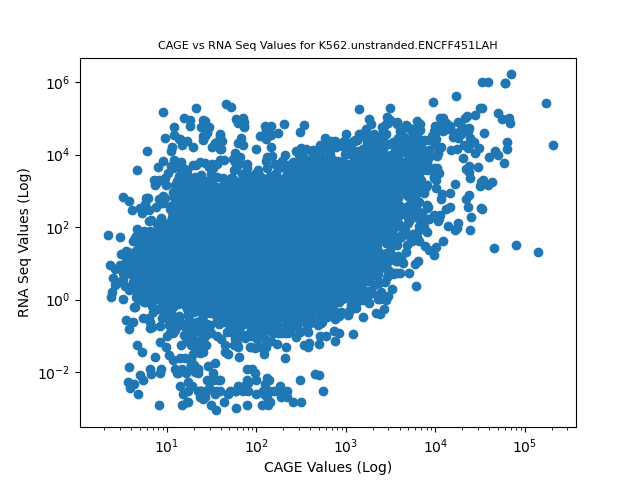 CAGE vs RNA Seq Values for K562.unstranded.ENCFF451LAH
RNA Seq Values (Log)
10⁶
10⁴
10²
10⁰
10⁻²
10¹ 10² 10³ 10⁴ 10⁵
CAGE Values (Log)